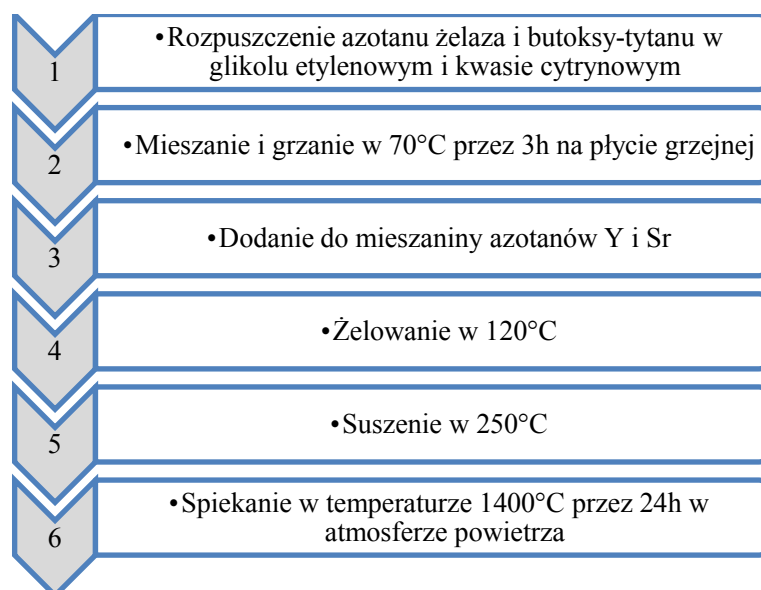 1
•Rozpuszczenie azotanu żelaza i butoksy-tytanu w
glikolu etylenowym i kwasie cytrynowym
2
•Mieszanie i grzanie w 70°C przez 3h na płycie grzejnej
3
•Dodanie do mieszaniny azotanów Y i Sr
4
•Żelowanie w 120°C
5
•Suszenie w 250°C
6
•Spiekanie w temperaturze 1400°C przez 24h w
atmosferze powietrza